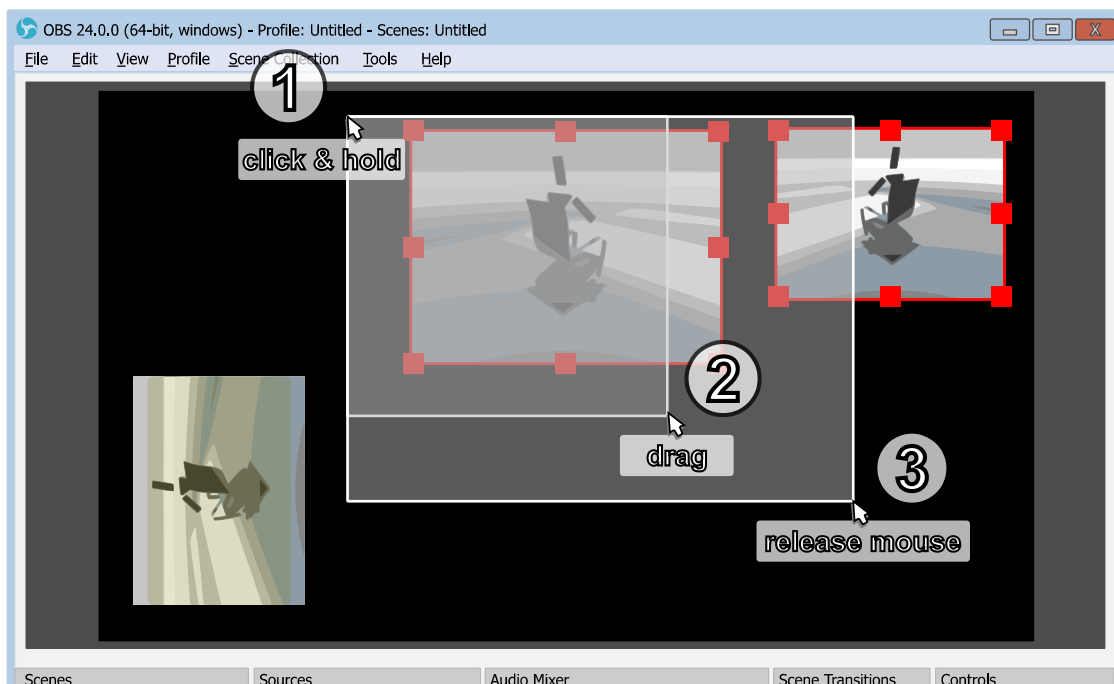 OBS 24.0.0 (64-bit, windows) - Profile: Untitled - Scenes: Untitled
X
File Edit View Profile Scene Collection Tools Help
1
click & hold
2
drag
3
release mouse
Scenes Sources Audio Mixer Scene Transitions Controls